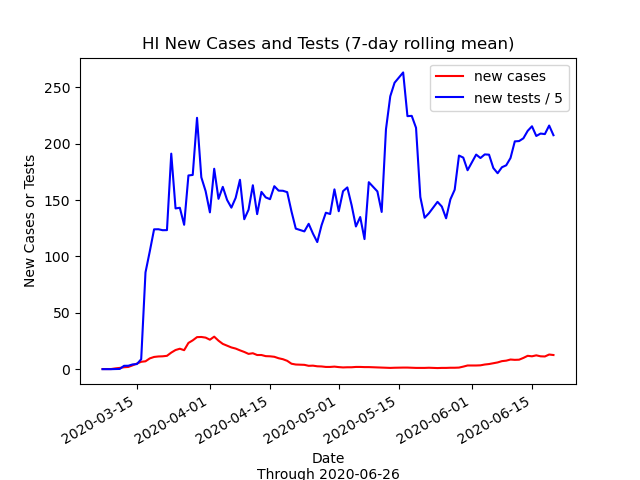 HI New Cases and Tests (7-day rolling mean)
new cases
new tests / 5
New Cases or Tests
250
200
150
100
50
0
2020-03-15
2020-04-01
2020-04-15
2020-05-01
2020-05-15
2020-06-01
2020-06-15
Date
Through 2020-06-26